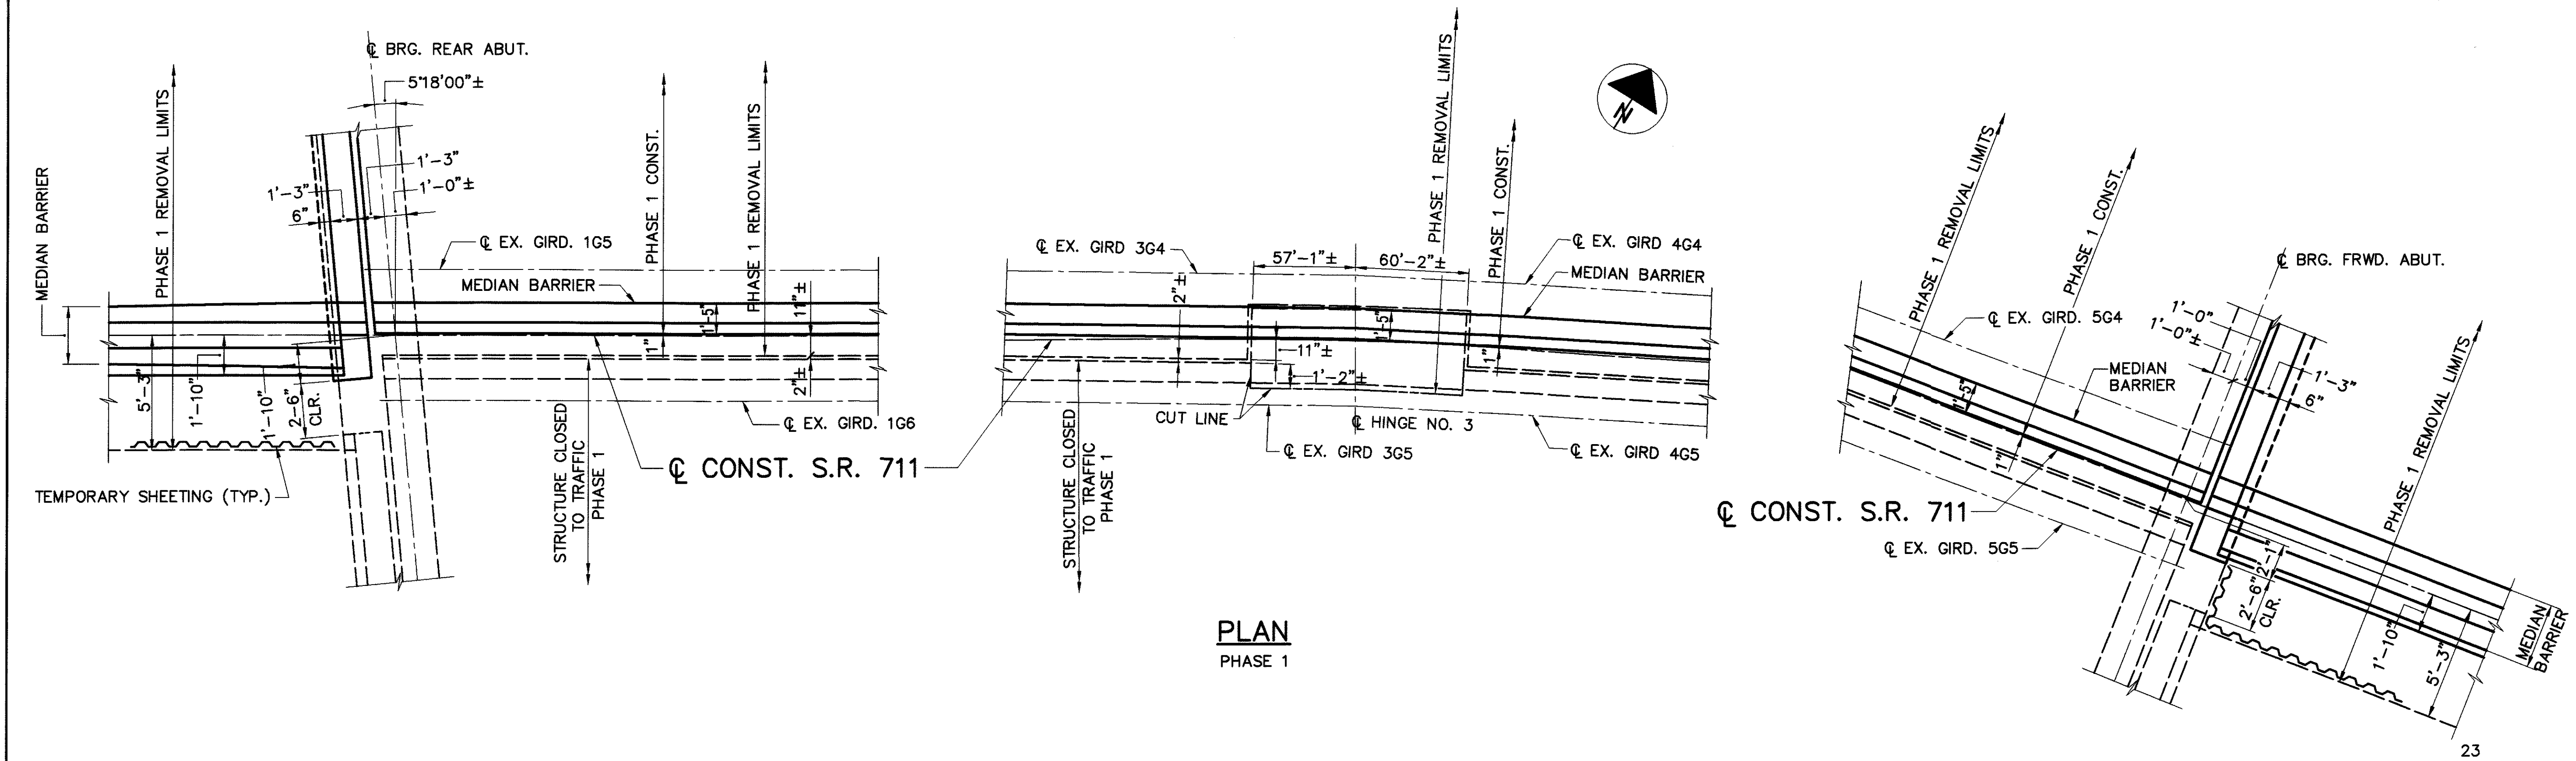 ℄ BRG. REAR ABUT.
5°18'00"±
MEDIAN BARRIER
PHASE 1 REMOVAL LIMITS
1'-3"
1'-3"
1'-0"±
6"
℄ EX. GIRD. 1G5
MEDIAN BARRIER
PHASE 1 CONST.
PHASE 1 REMOVAL LIMITS
1'-5"
11"±
1"
2"±
5'-3"
1'-10"
1'-10"
2'-6"
CLR.
℄ EX. GIRD. 1G6
TEMPORARY SHEETING (TYP.)
STRUCTURE CLOSED
TO TRAFFIC
PHASE 1
℄ CONST. S.R. 711
℄ EX. GIRD 3G4
57'-1"±
60'-2"±
PHASE 1 REMOVAL LIMITS
PHASE 1 CONST.
℄ EX. GIRD 4G4
MEDIAN BARRIER
2"±
1'-5"
11"±
1"
1'-2"±
CUT LINE
℄ HINGE NO. 3
℄ EX. GIRD 3G5
℄ EX. GIRD 4G5
STRUCTURE CLOSED
TO TRAFFIC
PHASE 1
N
PLAN
PHASE 1
PHASE 1 REMOVAL LIMITS
PHASE 1 CONST.
℄ BRG. FRWD. ABUT.
℄ EX. GIRD. 5G4
1'-0"
1'-0"±
MEDIAN
BARRIER
1'-3"
6"
1'-5"
1"
PHASE 1 REMOVAL LIMITS
℄ CONST. S.R. 711
℄ EX. GIRD. 5G5
2'-1"
2'-6"
CLR.
1'-10"
5'-3"
MEDIAN
BARRIER
23